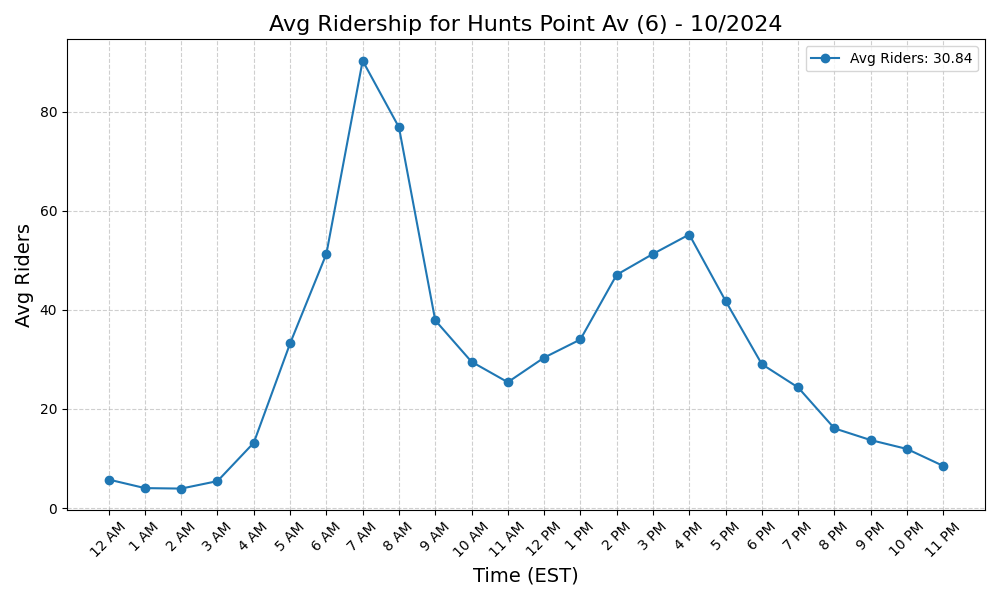 Avg Ridership for Hunts Point Av (6) - 10/2024
Avg Riders: 30.84
Avg Riders
80
60
40
20
0
12 AM
1 AM
2 AM
3 AM
4 AM
5 AM
6 AM
7 AM
8 AM
9 AM
10 AM
11 AM
12 PM
1 PM
2 PM
3 PM
4 PM
5 PM
6 PM
7 PM
8 PM
9 PM
10 PM
11 PM
Time (EST)